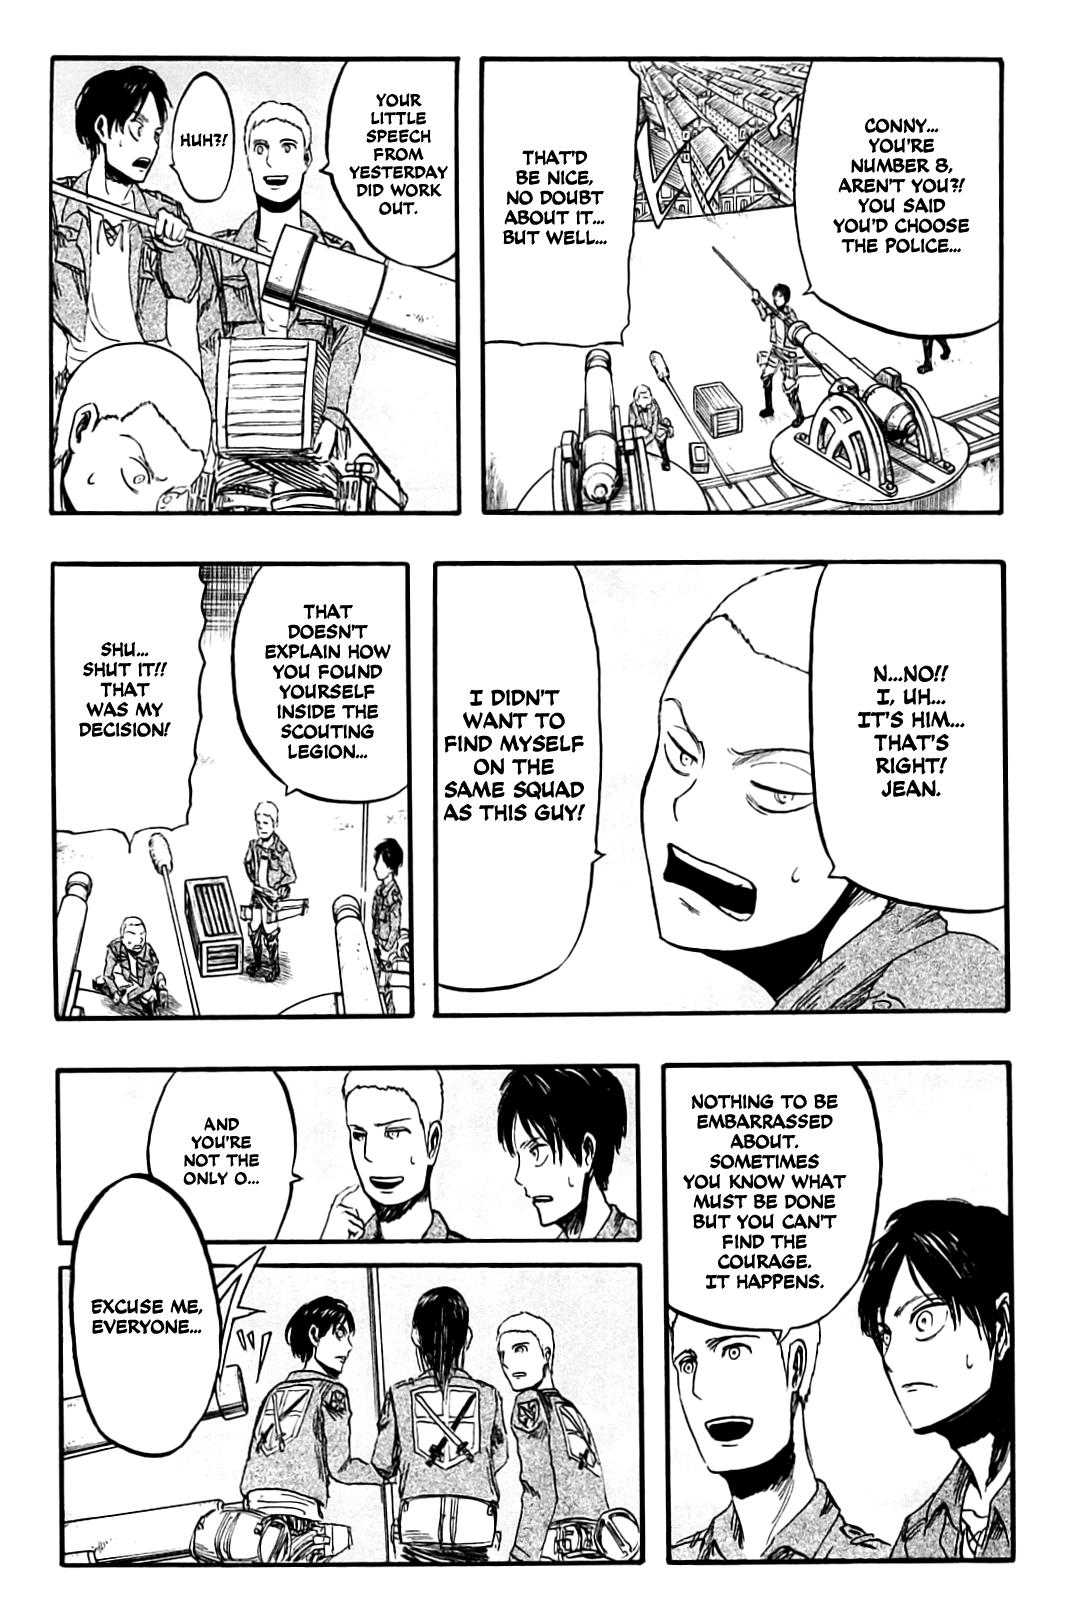 CONNY...
YOU'RE
NUMBER 8,
AREN'T YOU?!
YOU SAID
YOU'D CHOOSE
THE POLICE...
THAT'D
BE NICE,
NO DOUBT
ABOUT IT...
BUT WELL...
YOUR
LITTLE
SPEECH
FROM
YESTERDAY
DID WORK
OUT.
HUH?!
N...NO!!
I, UH...
IT'S HIM...
THAT'S
RIGHT!
JEAN.
I DIDN'T
WANT TO
FIND MYSELF
ON THE
SAME SQUAD
AS THIS GUY!
THAT
DOESN'T
EXPLAIN HOW
YOU FOUND
YOURSELF
INSIDE THE
SCOUTING
LEGION...
SHU...
SHUT IT!!
THAT
WAS MY
DECISION!
NOTHING TO BE
EMBARRASSED
ABOUT.
SOMETIMES
YOU KNOW WHAT
MUST BE DONE
BUT YOU CAN'T
FIND THE
COURAGE.
IT HAPPENS.
AND
YOU'RE
NOT THE
ONLY O...
EXCUSE ME,
EVERYONE...